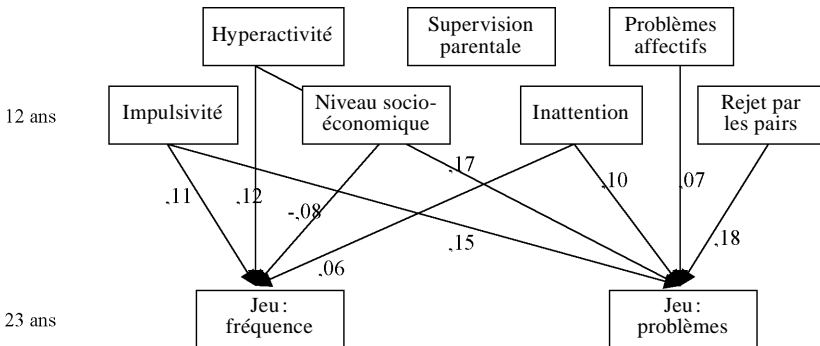 Hyperactivité
Supervision
parentale
Problèmes
affectifs
12 ans
Impulsivité
Niveau socio-
économique
Inattention
Rejet par
les pairs
,11
,12
-,08
,17
,10
,07
,06
,15
,18
23 ans
Jeu :
fréquence
Jeu :
problèmes